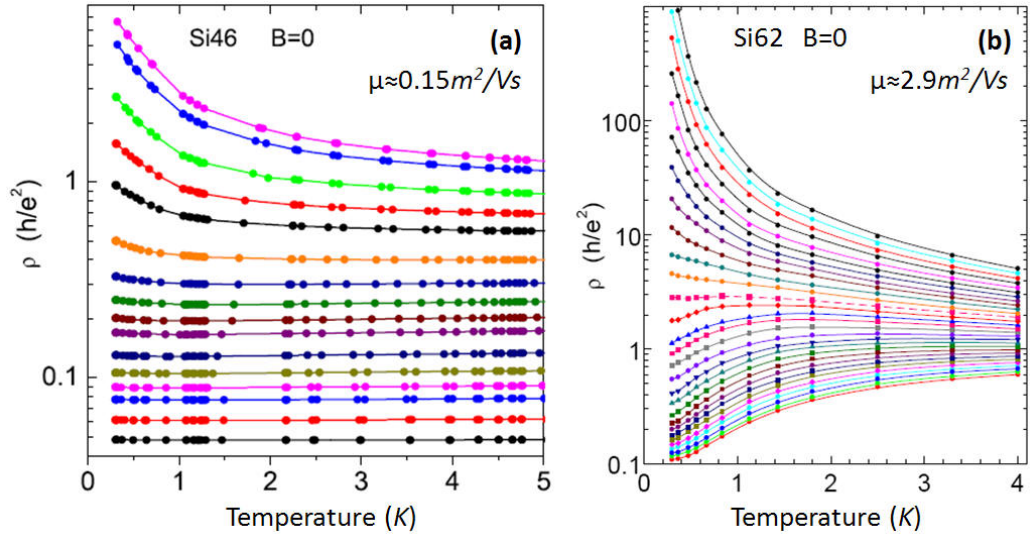 Si46 B=0 (a)
μ≈0.15m²/Vs
ρ (h/e²)
1
0.1
0 1 2 3 4 5
Temperature (K)
Si62 B=0 (b)
μ≈2.9m²/Vs
ρ (h/e²)
100
10
1
0.1
0 1 2 3 4
Temperature (K)